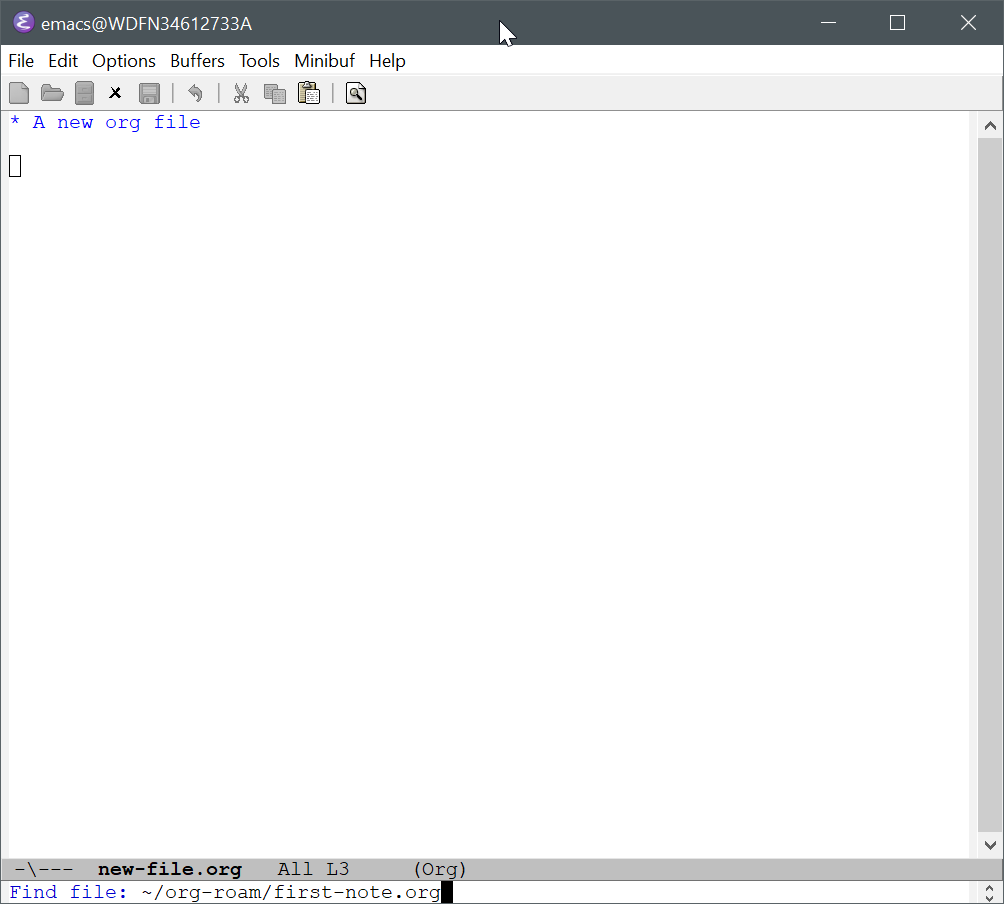 emacs@WDFN34612733A
File Edit Options Buffers Tools Minibuf Help
* A new org file
-\--- new-file.org All L3 (Org)
Find file: ~/org-roam/first-note.org